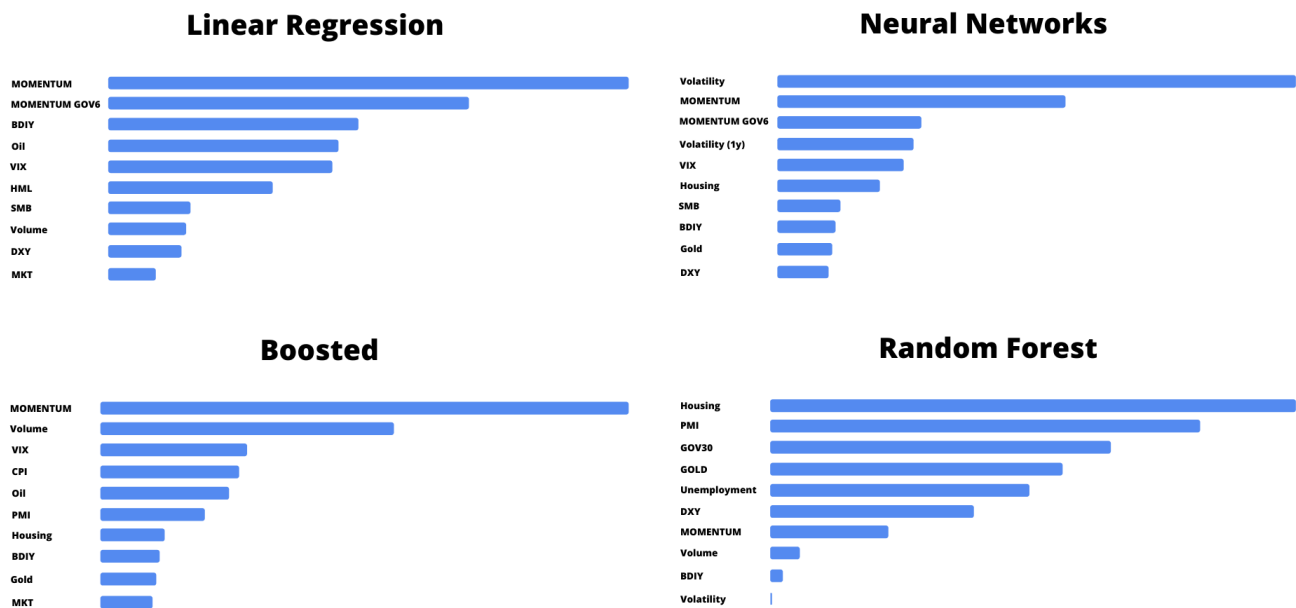 Linear Regression
MOMENTUM
MOMENTUM GOV6
BDIY
Oil
VIX
HML
SMB
Volume
DXY
MKT
Neural Networks
Volatility
MOMENTUM
MOMENTUM GOV6
Volatility (1y)
VIX
Housing
SMB
BDIY
Gold
DXY
Boosted
MOMENTUM
Volume
VIX
CPI
Oil
PMI
Housing
BDIY
Gold
MKT
Random Forest
Housing
PMI
GOV30
GOLD
Unemployment
DXY
MOMENTUM
Volume
BDIY
Volatility